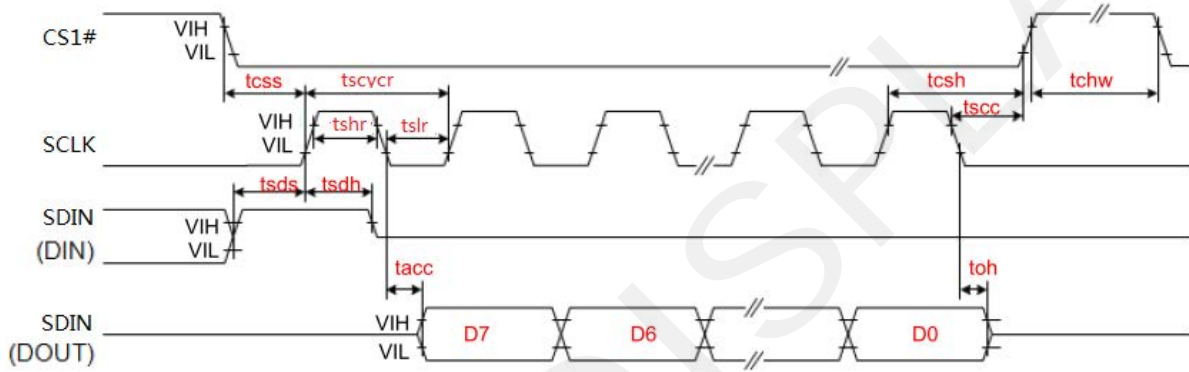 CS1#
VIH
VIL
tcss
tscycr
tcsh
tchw
tscc
SCLK
VIH
VIL
tshr
tslr
tsds
tsdh
SDIN
(DIN)
VIH
VIL
tacc
toh
SDIN
(DOUT)
VIH
VIL
D7
D6
D0
DISPLA